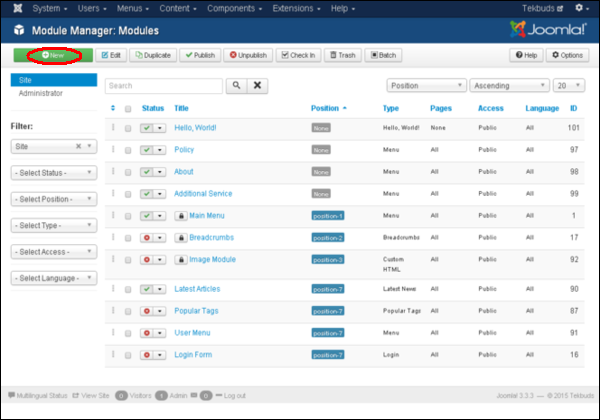 System Users Menus Content Components Extensions Help Tekbuds
Module Manager: Modules Joomla!
New Edit Duplicate Publish Unpublish Check In Trash Batch Help Options
Site
Administrator
Search Position Ascending 20
Status Title Position Type Pages Access Language ID
Filter:
Site
- Select Status -
- Select Position -
- Select Type -
- Select Access -
- Select Language -
Hello, World! None Hello, World! None Public All 101
Policy None Menu All Public All 97
About None Menu All Public All 98
Additional Service None Menu All Public All 99
Main Menu position-1 Menu All Public All 1
Breadcrumbs position-2 Breadcrumbs All Public All 17
Image Module position-3 Custom HTML All Public All 92
Latest Articles position-7 Latest News All Public All 90
Popular Tags position-7 Popular Tags All Public All 87
User Menu position-7 Menu All Public All 91
Login Form position-7 Login All Public All 16
Multilingual Status View Site 0 Visitors 1 Admin 0 Log out Joomla! 3.3.3 — © 2015 Tekbuds